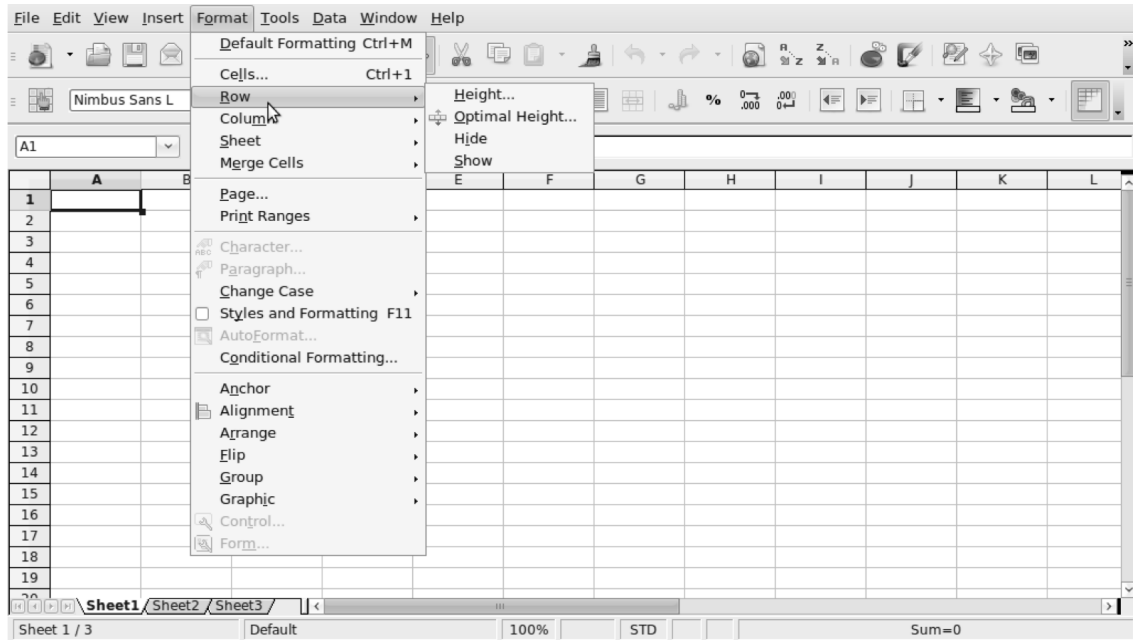 File Edit View Insert Format Tools Data Window Help
Default Formatting Ctrl+M
Cells... Ctrl+1
Row
Column
Sheet
Merge Cells
Height...
Optimal Height...
Hide
Show
Nimbus Sans L
A1
A B E F G H I J K L
Page...
Print Ranges
Character...
Paragraph...
Change Case
Styles and Formatting F11
AutoFormat...
Conditional Formatting...
Anchor
Alignment
Arrange
Flip
Group
Graphic
Control...
Form...
1
2
3
4
5
6
7
8
9
10
11
12
13
14
15
16
17
18
19
20
Sheet1 Sheet2 Sheet3
Sheet 1 / 3 Default 100% STD Sum=0